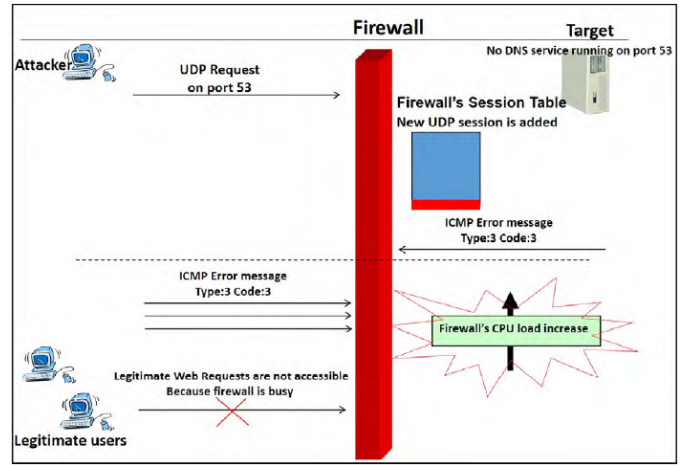 Firewall
Target
No DNS service running on port 53
Attacker
UDP Request
on port 53
Firewall's Session Table
New UDP session is added
ICMP Error message
Type:3 Code:3
ICMP Error message
Type:3 Code:3
Firewall's CPU load increase
Legitimate Web Requests are not accessible
Because firewall is busy
Legitimate users